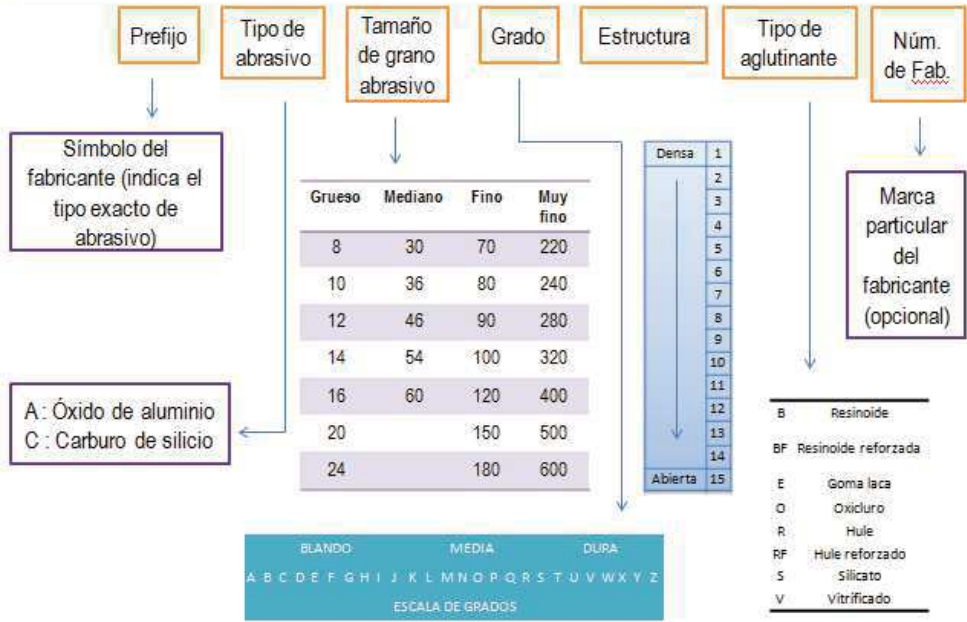 Prefijo
Tipo de
abrasivo
Tamaño
de grano
abrasivo
Grado
Estructura
Tipo de
aglutinante
Núm.
de Fab.
Símbolo del
fabricante (indica el
tipo exacto de
abrasivo)
Grueso Mediano Fino Muy
fino
8 30 70 220
10 36 80 240
12 46 90 280
14 54 100 320
16 60 120 400
20 150 500
24 180 600
Densa 1
2
3
4
5
6
7
8
9
10
11
12
13
14
Abierta 15
Marca
particular
del
fabricante
(opcional)
A : Óxido de aluminio
C : Carburo de silicio
B Resinoide
BF Resinoide reforzada
E Goma laca
O Oxicluro
R Hule
RF Hule reforzado
S Silicato
V Vitrificado
BLANDO MEDIA DURA
A B C D E F G H I J K L M N O P Q R S T U V W X Y Z
ESCALA DE GRADOS